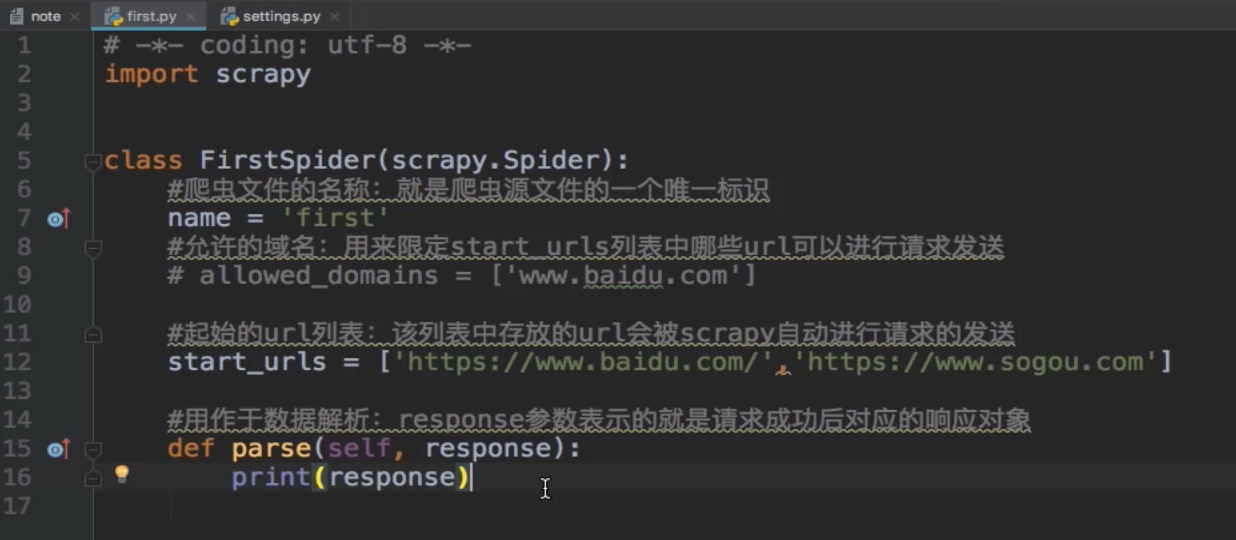 note first.py settings.py
1 # -*- coding: utf-8 -*-
2 import scrapy
3
4
5 class FirstSpider(scrapy.Spider):
6 #爬虫文件的名称：就是爬虫源文件的一个唯一标识
7 name = 'first'
8 #允许的域名：用来限定start_urls列表中哪些url可以进行请求发送
9 # allowed_domains = ['www.baidu.com']
10
11 #起始的url列表：该列表中存放的url会被scrapy自动进行请求的发送
12 start_urls = ['https://www.baidu.com/','https://www.sogou.com']
13
14 #用作于数据解析：response参数表示的就是请求成功后对应的响应对象
15 def parse(self, response):
16 print(response)
17